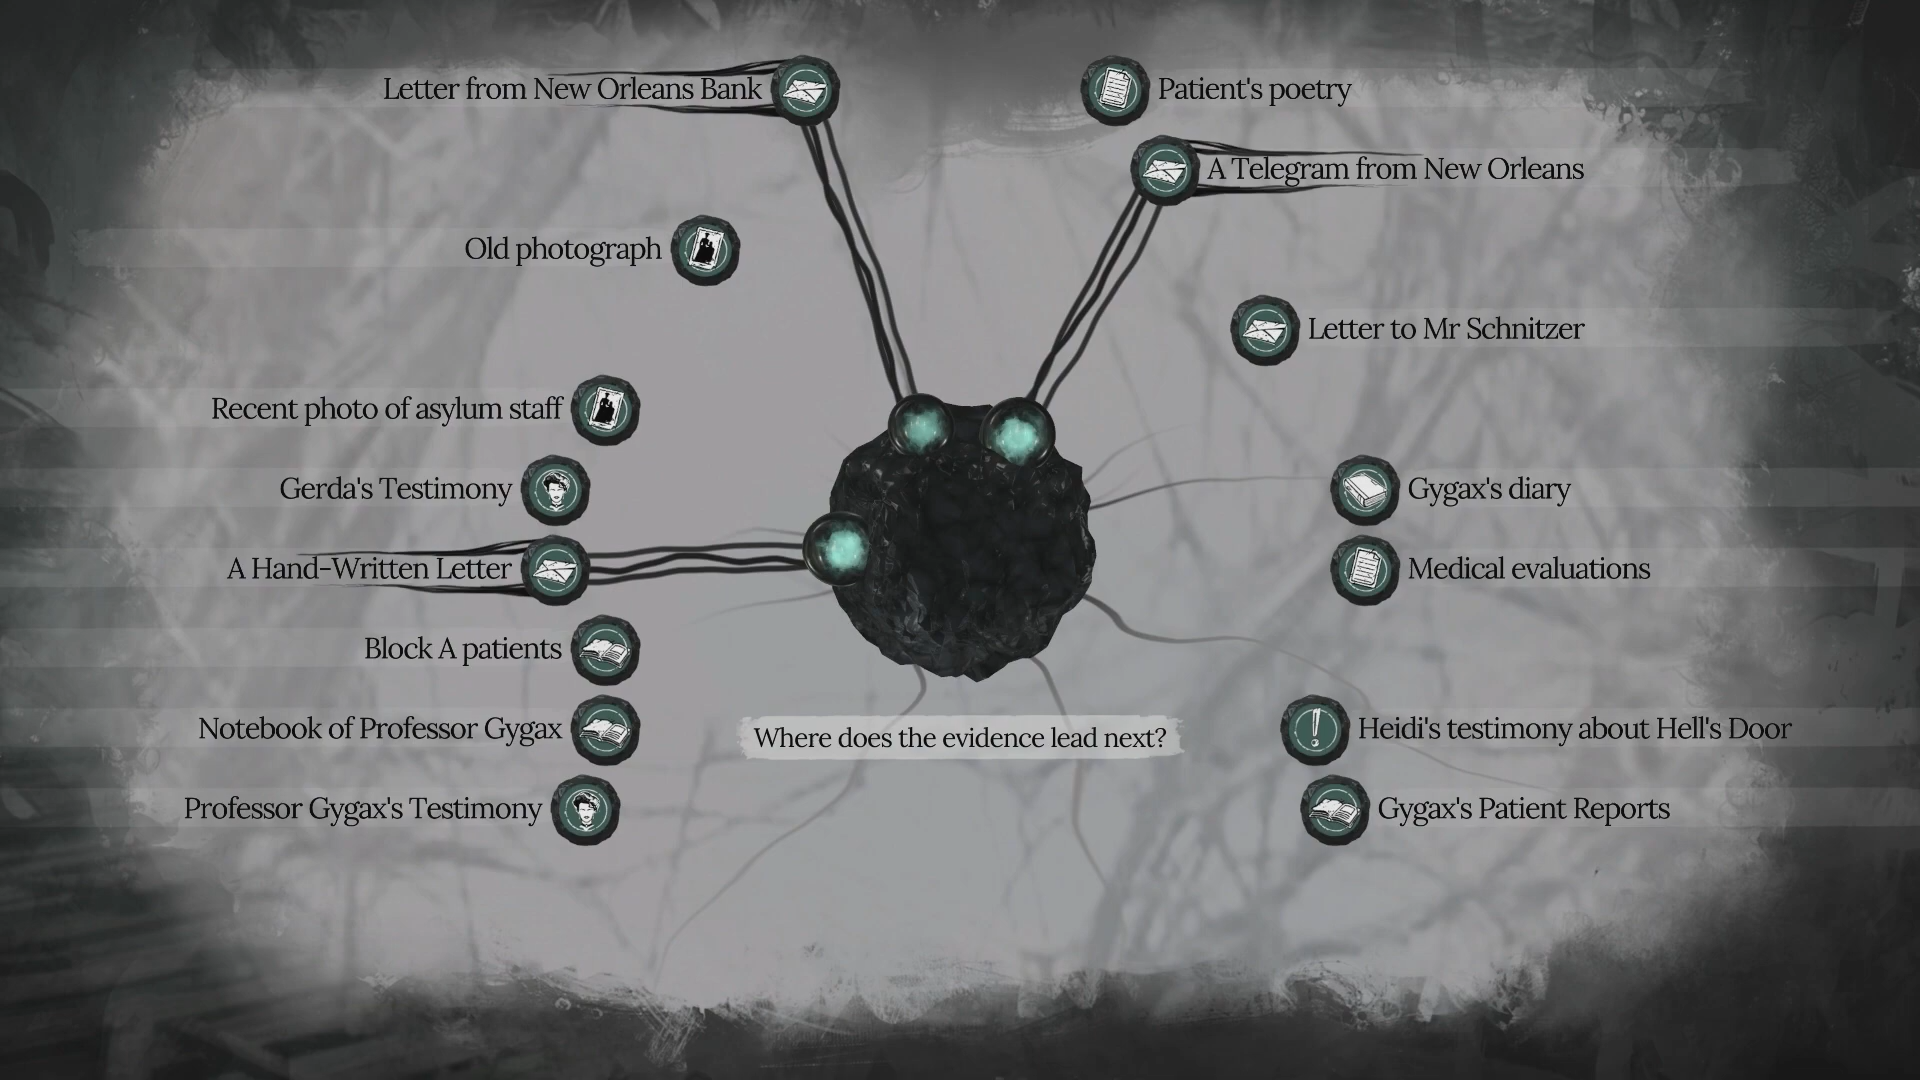 Letter from New Orleans Bank
Patient's poetry
A Telegram from New Orleans
Old photograph
Letter to Mr Schnitzer
Recent photo of asylum staff
Gerda's Testimony
Gygax's diary
A Hand-Written Letter
Medical evaluations
Block A patients
Notebook of Professor Gygax
Where does the evidence lead next?
Heidi's testimony about Hell's Door
Professor Gygax's Testimony
Gygax's Patient Reports